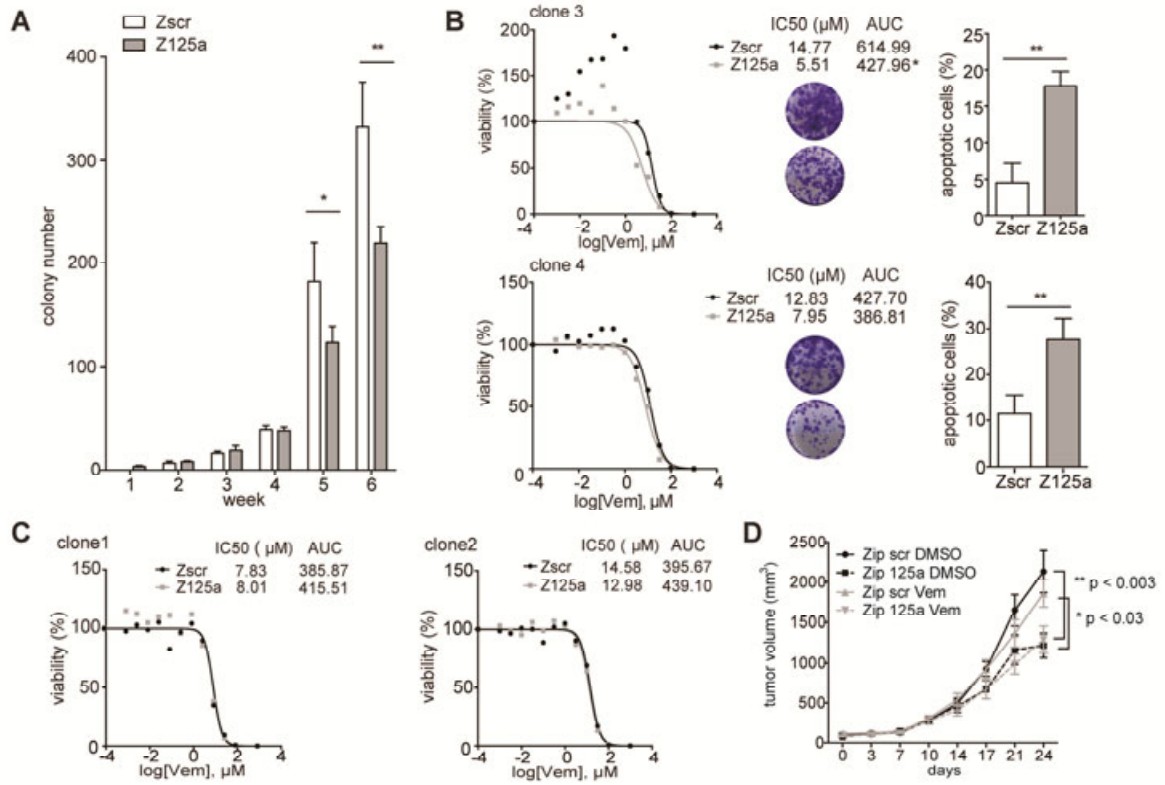 A
Zscr
Z125a
400
300
200
100
0
colony number
1 2 3 4 5 6
week
*
**
B
clone 3
200
150
100
50
0
viability (%)
-4 -2 0 2 4
log[Vem], µM
IC50 (µM) AUC
Zscr 14.77 614.99
Z125a 5.51 427.96*
25
20
15
10
5
0
apoptotic cells (%)
**
Zscr Z125a
clone 4
150
100
50
0
viability (%)
-4 -2 0 2 4
log[Vem], µM
IC50 (µM) AUC
Zscr 12.83 427.70
Z125a 7.95 386.81
40
30
20
10
0
apoptotic cells (%)
**
Zscr Z125a
C
clone1
IC50 ( µM) AUC
Zscr 7.83 385.87
Z125a 8.01 415.51
150
100
50
0
viability (%)
-4 -2 0 2 4
log[Vem], µM
clone2
IC50 (µM) AUC
Zscr 14.58 395.67
Z125a 12.98 439.10
150
100
50
0
viability (%)
-4 -2 0 2 4
log[Vem], µM
D
2500
2000
1500
1000
500
0
tumor volume (mm³)
Zip scr DMSO
Zip 125a DMSO
Zip scr Vem
Zip 125a Vem
** p < 0.003
* p < 0.03
0 3 7 10 14 17 21 24
days